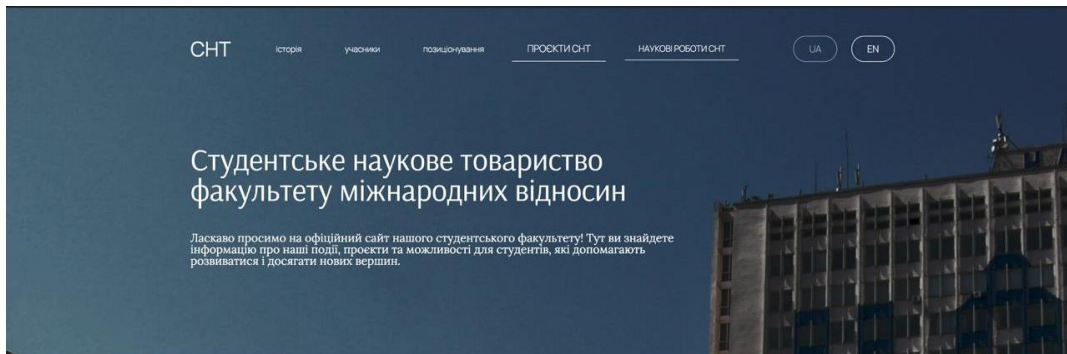 СНТ історія учасники позиціонування ПРОЄКТИ СНТ НАУКОВІ РОБОТИ СНТ UA EN
Студентське наукове товариство
факультету міжнародних відносин
Ласкаво просимо на офіційний сайт нашого студентського факультету! Тут ви знайдете
інформацію про наші події, проєкти та можливості для студентів, які допомагають
розвиватися і досягати нових вершин.